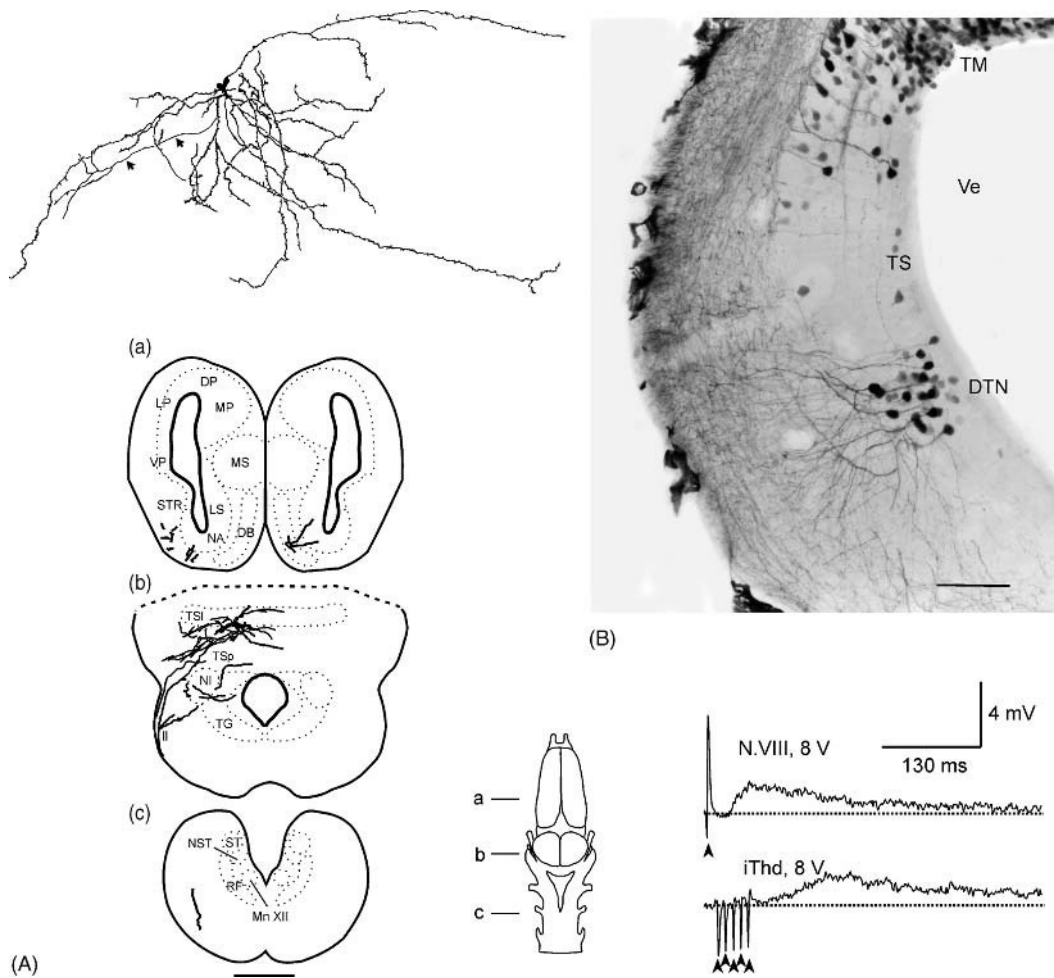 (a)
DP
LP
MP
VP
MS
STR
LS
NA
DB
(b)
TSl
TSp
NI
TG
II
(c)
NST
ST
RF
Mn XII
(A)
TM
Ve
TS
DTN
(B)
a
b
c
4 mV
130 ms
N.VIII, 8 V
iThd, 8 V